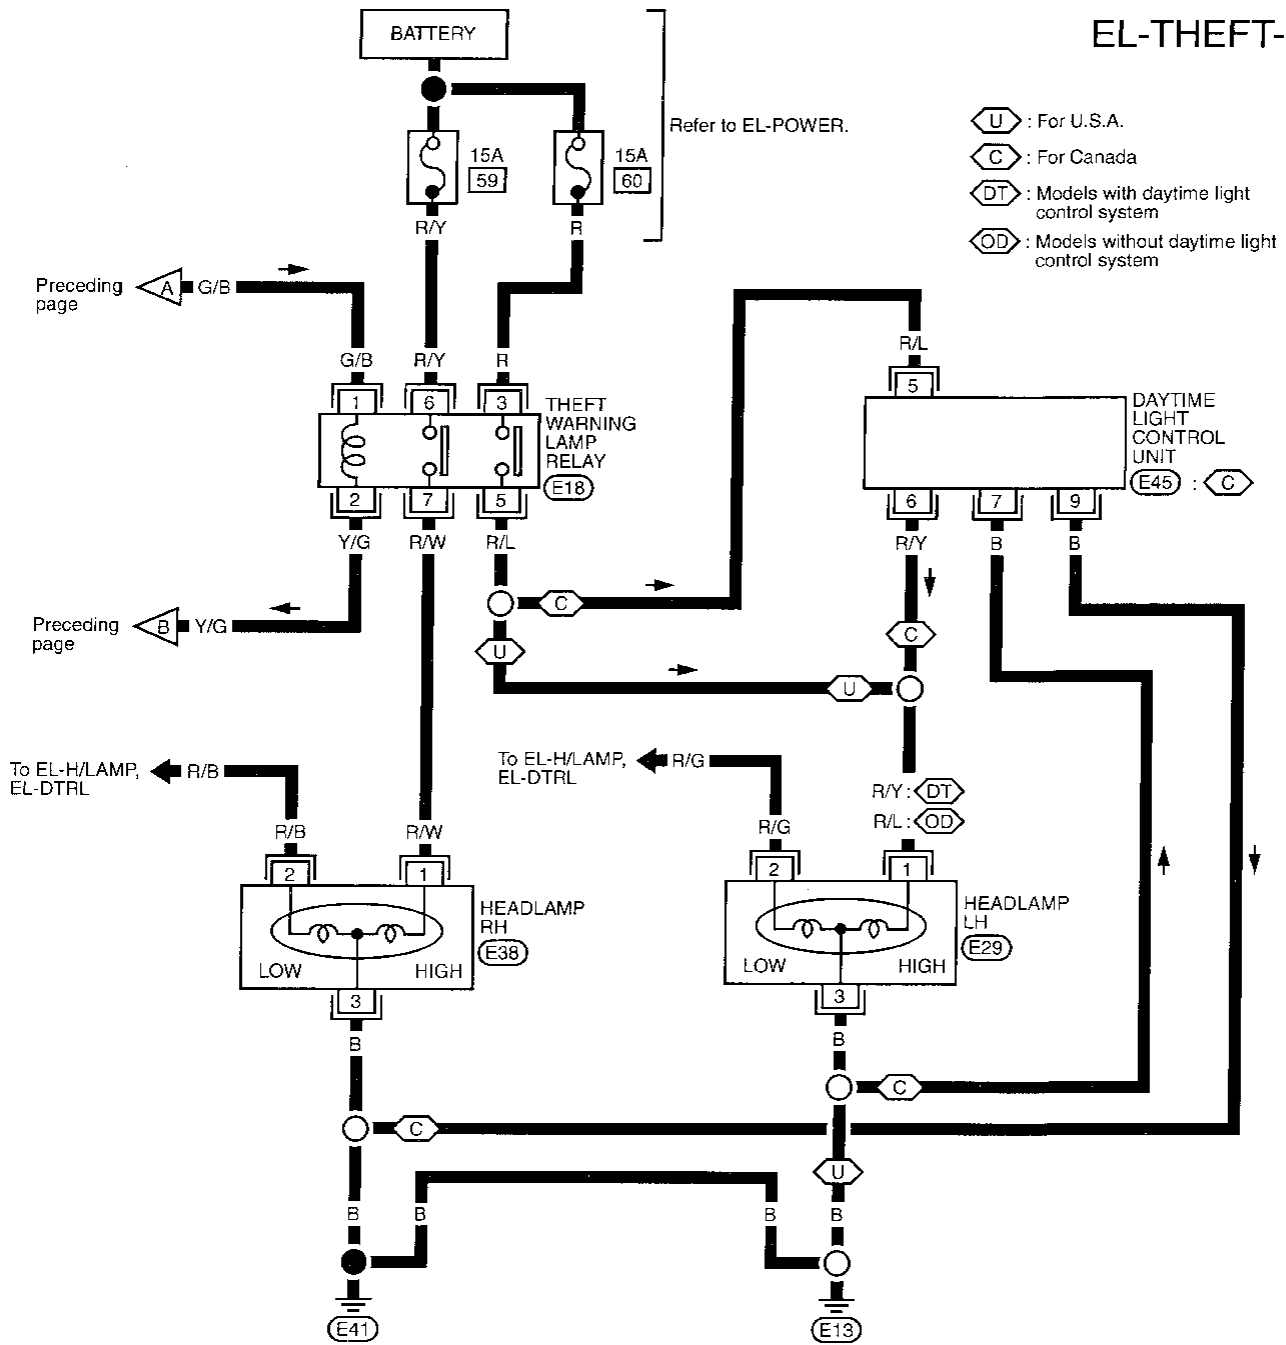 EL-THEFT-
BATTERY
Refer to EL-POWER.
U : For U.S.A.
C : For Canada
DT : Models with daytime light
control system
OD : Models without daytime light
control system
15A
59
15A
60
R/Y
R
Preceding
page
A
G/B
G/B
R/Y
R
R/L
1
6
3
5
THEFT
WARNING
LAMP
RELAY
E18
DAYTIME
LIGHT
CONTROL
UNIT
E45 : C
2
7
5
6
7
9
Y/G
R/W
R/L
R/Y
B
B
C
Preceding
page
B
Y/G
U
C
U
To EL-H/LAMP,
EL-DTRL
R/B
To EL-H/LAMP,
EL-DTRL
R/G
R/Y : DT
R/L : OD
R/B
R/W
R/G
2
1
2
1
HEADLAMP
RH
E38
HEADLAMP
LH
E29
LOW
HIGH
LOW
HIGH
3
3
B
B
C
C
U
B
B
B
B
E41
E13